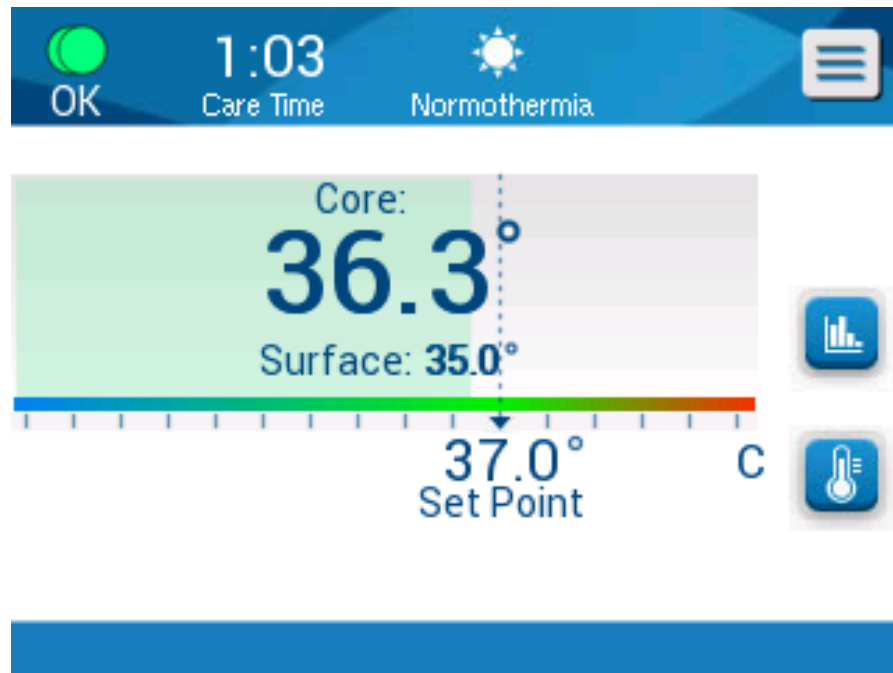 1:03
OK
Care Time
Normothermia
Core:
36.3°
Surface: 35.0°
37.0° C
Set Point